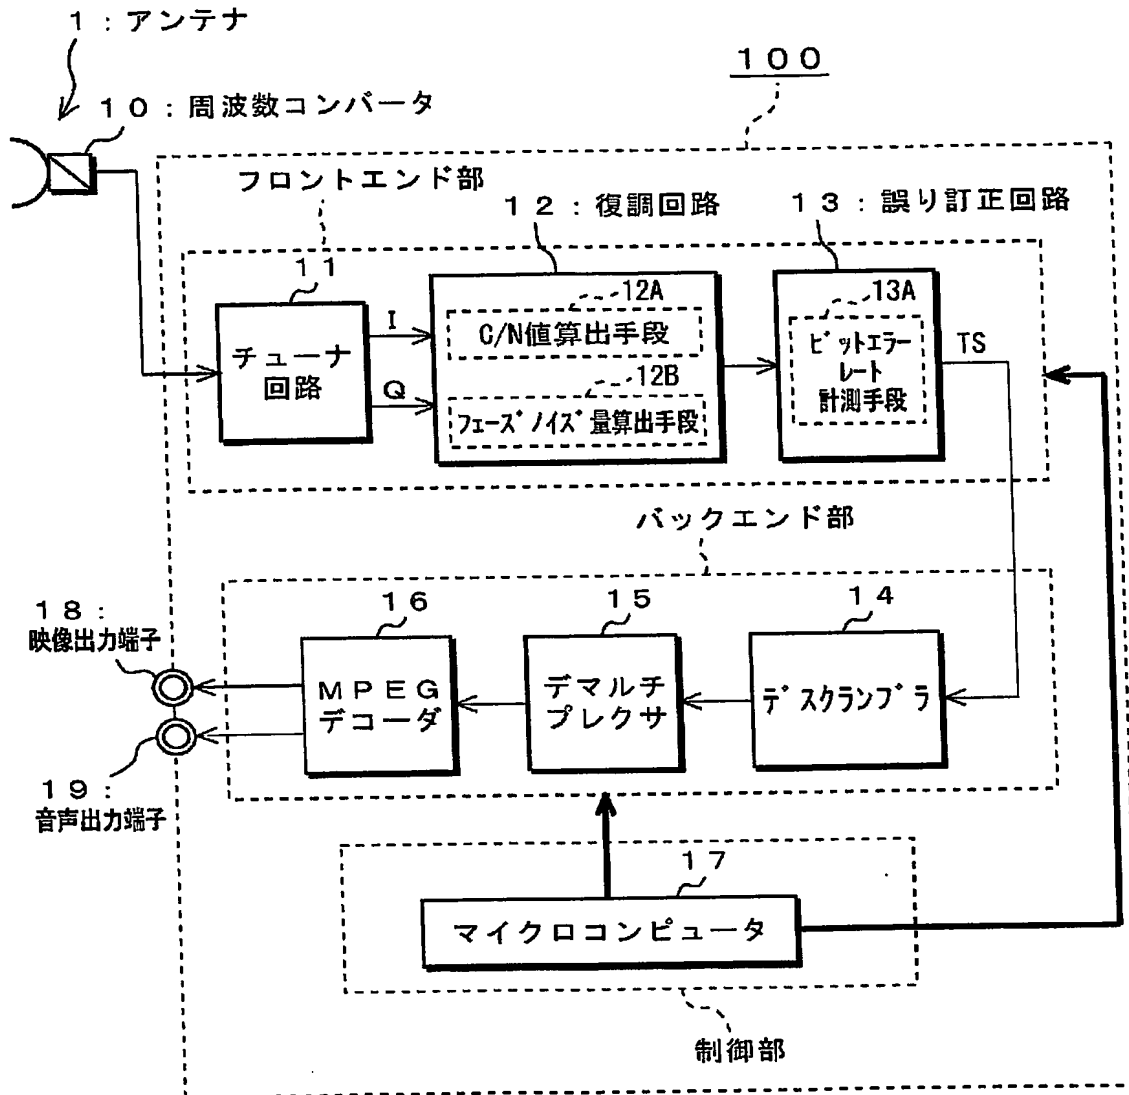 1：アンテナ
100
10：周波数コンバータ
フロントエンド部
12：復調回路
13：誤り訂正回路
11
チューナ
回路
I
Q
12A
C/N値算出手段
12B
フェーズノイズ量算出手段
13A
ビットエラー
レート
計測手段
TS
バックエンド部
18：
映像出力端子
16
MPEG
デコーダ
15
デマルチ
プレクサ
14
デスクランブラ
19：
音声出力端子
17
マイクロコンピュータ
制御部